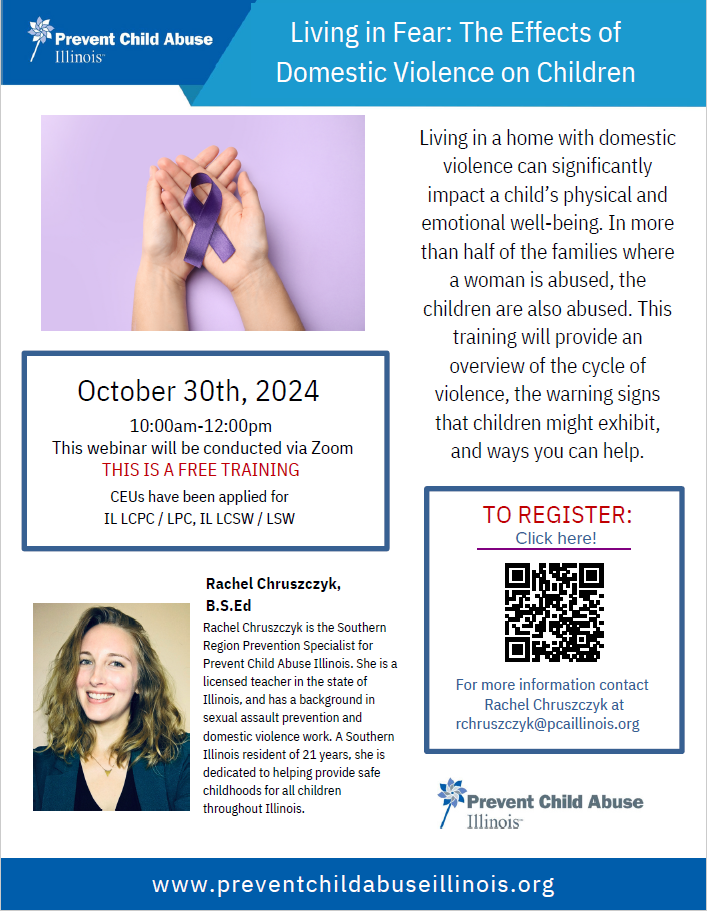 Prevent Child Abuse
Illinois™
Living in Fear: The Effects of
Domestic Violence on Children
Living in a home with domestic
violence can significantly
impact a child's physical and
emotional well-being. In more
than half of the families where
a woman is abused, the
children are also abused. This
training will provide an
overview of the cycle of
violence, the warning signs
that children might exhibit,
and ways you can help.
October 30th, 2024
10:00am-12:00pm
This webinar will be conducted via Zoom
THIS IS A FREE TRAINING
CEUs have been applied for
IL LCPC / LPC, IL LCSW / LSW
TO REGISTER:
Click here!
For more information contact
Rachel Chruszczyk at
rchruszczyk@pcaillinois.org
Rachel Chruszczyk,
B.S.Ed
Rachel Chruszczyk is the Southern
Region Prevention Specialist for
Prevent Child Abuse Illinois. She is a
licensed teacher in the state of
Illinois, and has a background in
sexual assault prevention and
domestic violence work. A Southern
Illinois resident of 21 years, she is
dedicated to helping provide safe
childhoods for all children
throughout Illinois.
Prevent Child Abuse
Illinois™
www.preventchildabuseillinois.org